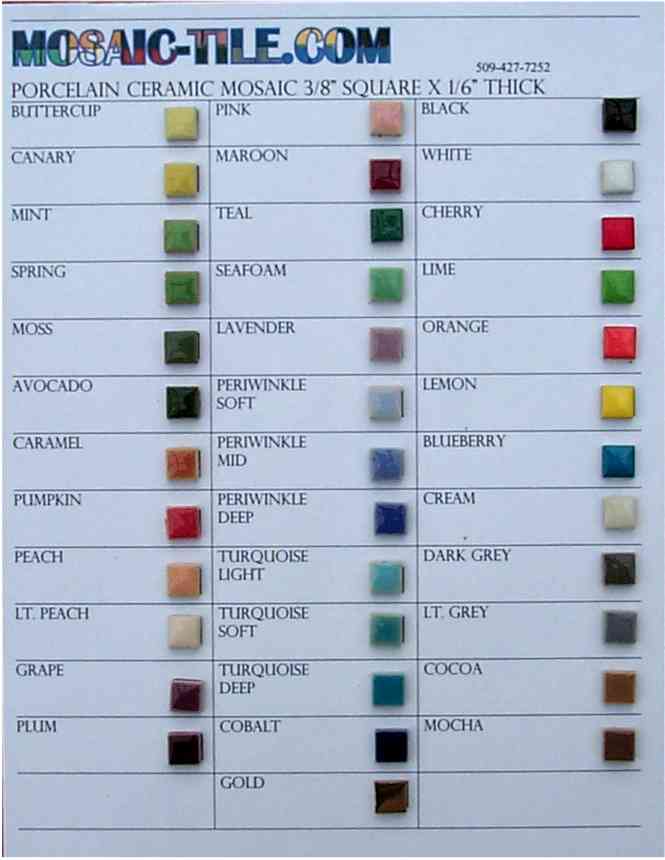 MOSAIC-TILE.COM
509-427-7252
PORCELAIN CERAMIC MOSAIC 3/8" SQUARE X 1/6" THICK
BUTTERCUP
PINK
BLACK
CANARY
MAROON
WHITE
MINT
TEAL
CHERRY
SPRING
SEAFOAM
LIME
MOSS
LAVENDER
ORANGE
AVOCADO
PERIWINKLE
SOFT
LEMON
CARAMEL
PERIWINKLE
MID
BLUEBERRY
PUMPKIN
PERIWINKLE
DEEP
CREAM
PEACH
TURQUOISE
LIGHT
DARK GREY
LT. PEACH
TURQUOISE
SOFT
LT. GREY
GRAPE
TURQUOISE
DEEP
COCOA
PLUM
COBALT
MOCHA
GOLD